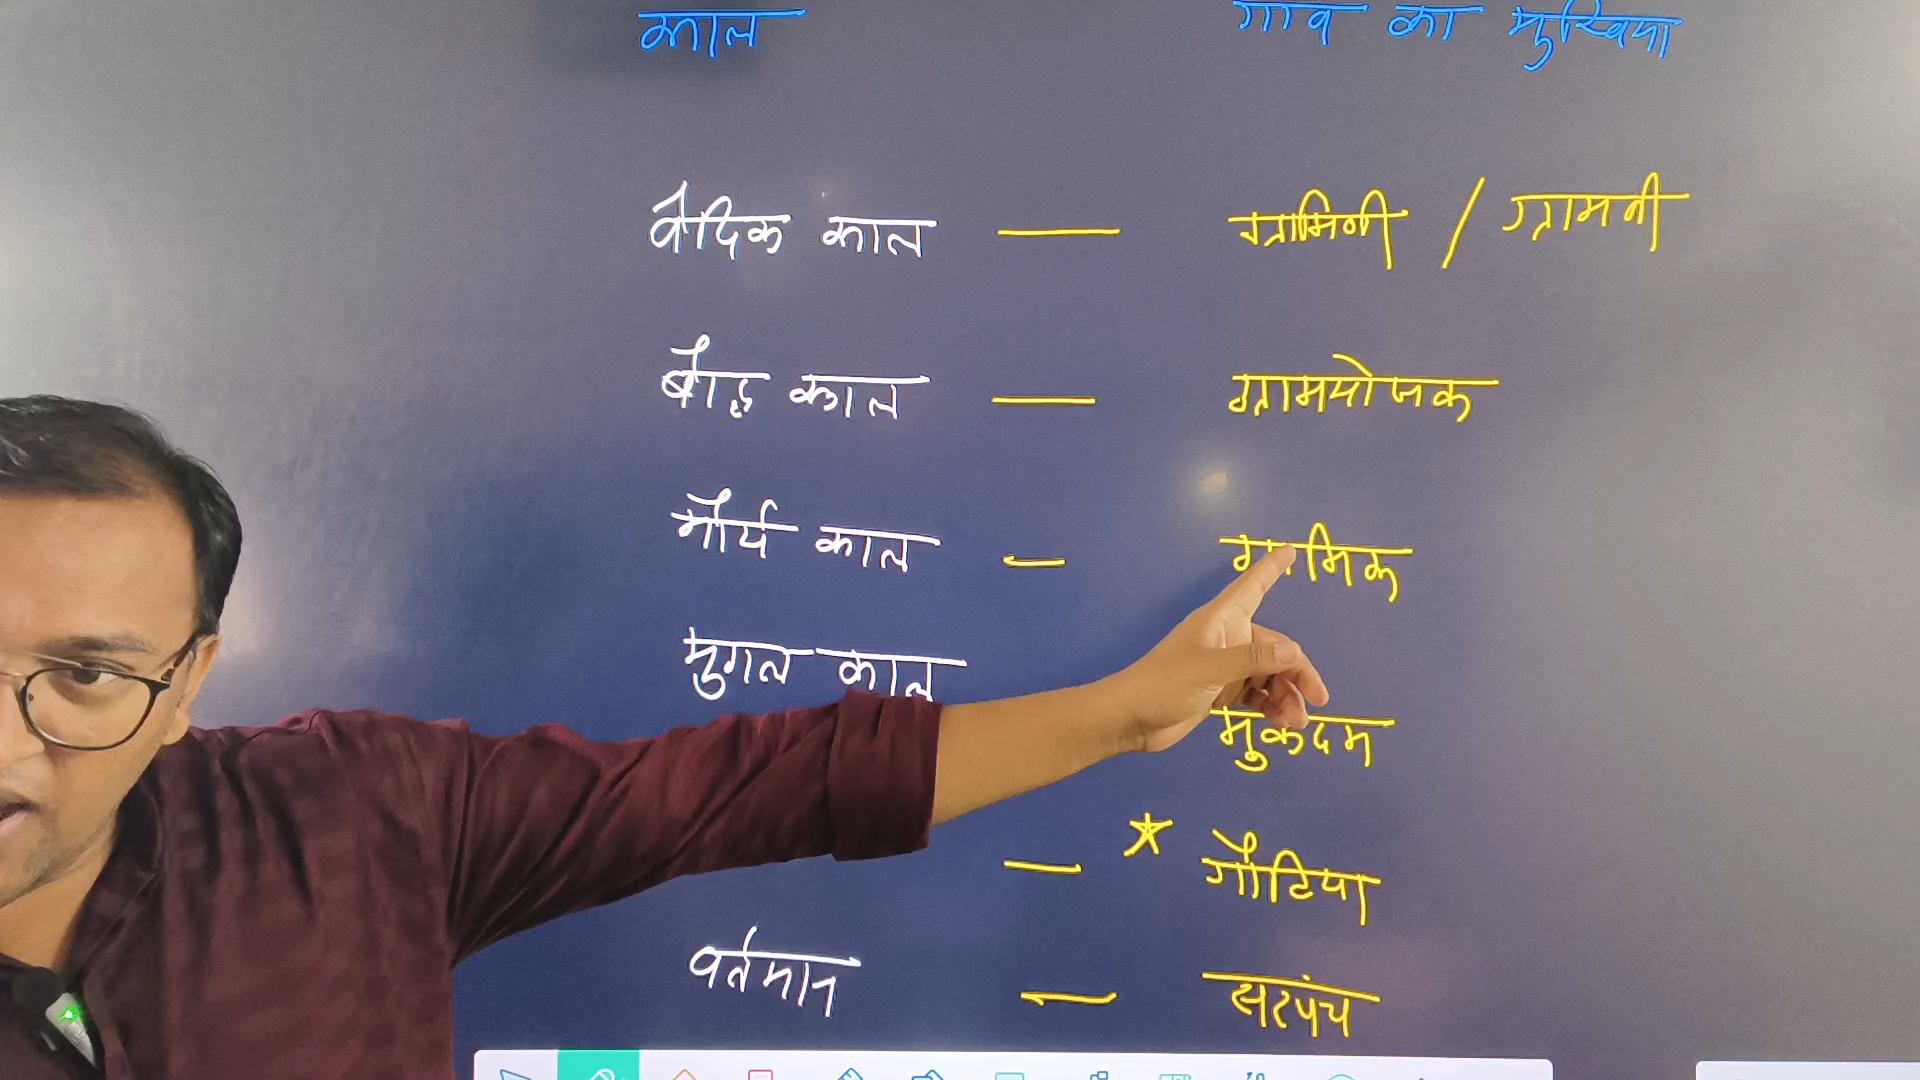 काल गांव का मुखिया
वैदिक काल — ग्रामिणी / ग्रामनी
बौद्ध काल — ग्रामयोजक
मौर्य काल — ग्रामिक
मुगल काल
मुकदम
— ★ गौटिया
वर्तमान — सरपंच